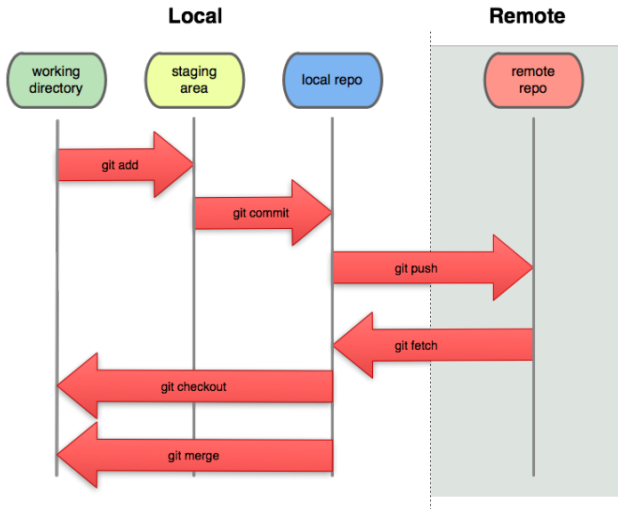 Local
Remote
working
directory
staging
area
local repo
remote
repo
git add
git commit
git push
git fetch
git checkout
git merge